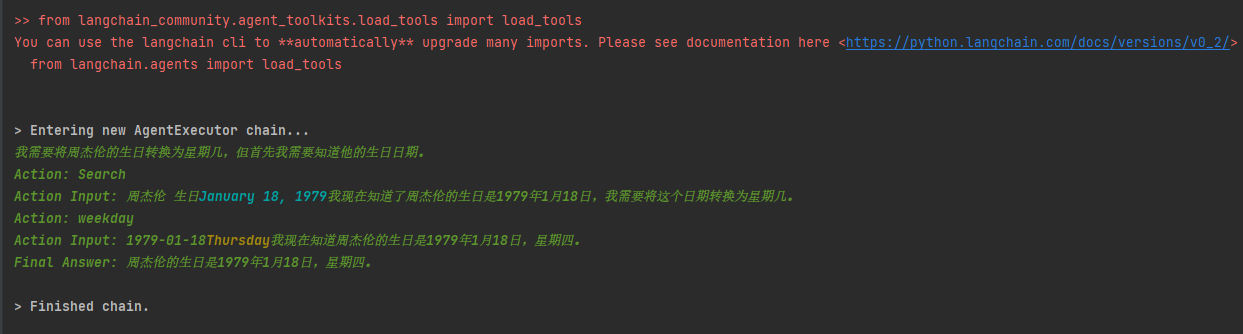 >> from langchain_community.agent_toolkits.load_tools import load_tools
You can use the langchain cli to **automatically** upgrade many imports. Please see documentation here <https://python.langchain.com/docs/versions/v0_2/>
from langchain.agents import load_tools
> Entering new AgentExecutor chain...
我需要将周杰伦的生日转换为星期几，但首先我需要知道他的生日日期。
Action: Search
Action Input: 周杰伦 生日January 18, 1979我现在知道了周杰伦的生日是1979年1月18日，我需要将这个日期转换为星期几。
Action: weekday
Action Input: 1979-01-18Thursday我现在知道周杰伦的生日是1979年1月18日，星期四。
Final Answer: 周杰伦的生日是1979年1月18日，星期四。
> Finished chain.